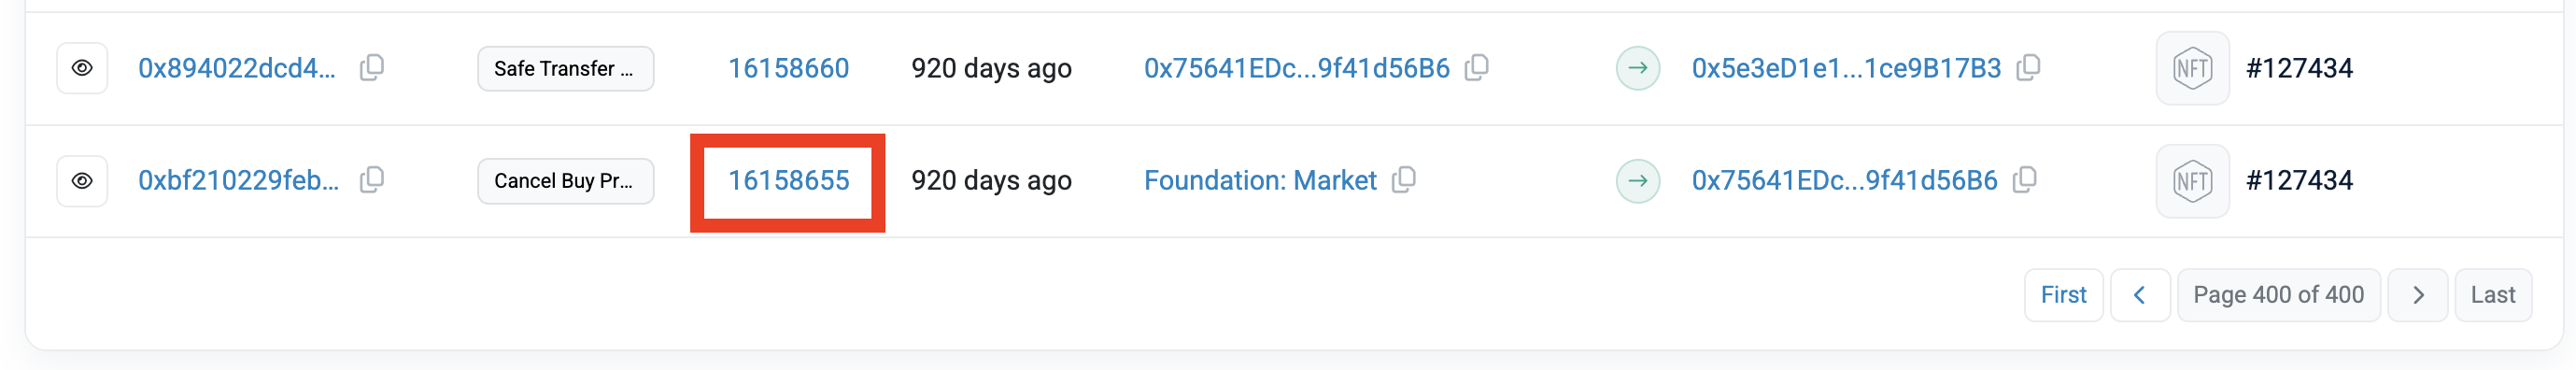 0x894022dcd4... Safe Transfer ... 16158660 920 days ago 0x75641EDc...9f41d56B6 0x5e3eD1e1...1ce9B17B3 NFT #127434
0xbf210229feb... Cancel Buy Pr... 16158655 920 days ago Foundation: Market 0x75641EDc...9f41d56B6 NFT #127434
First Page 400 of 400 Last